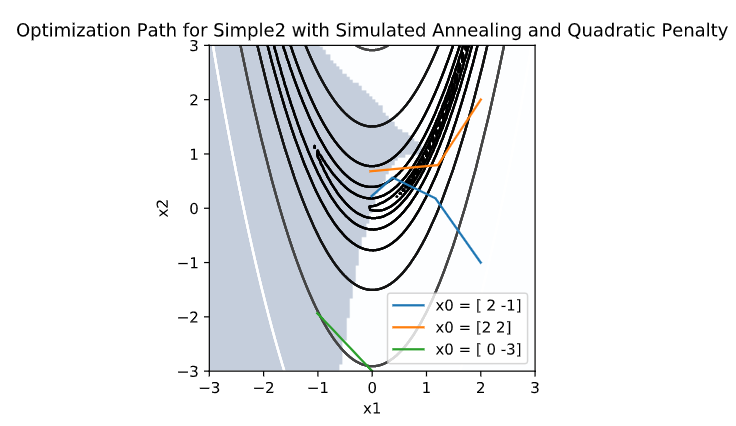 Optimization Path for Simple2 with Simulated Annealing and Quadratic Penalty
3
2
1
0
−1
−2
−3
x2
x0 = [ 2 -1]
x0 = [2 2]
x0 = [ 0 -3]
−3 −2 −1 0 1 2 3
x1